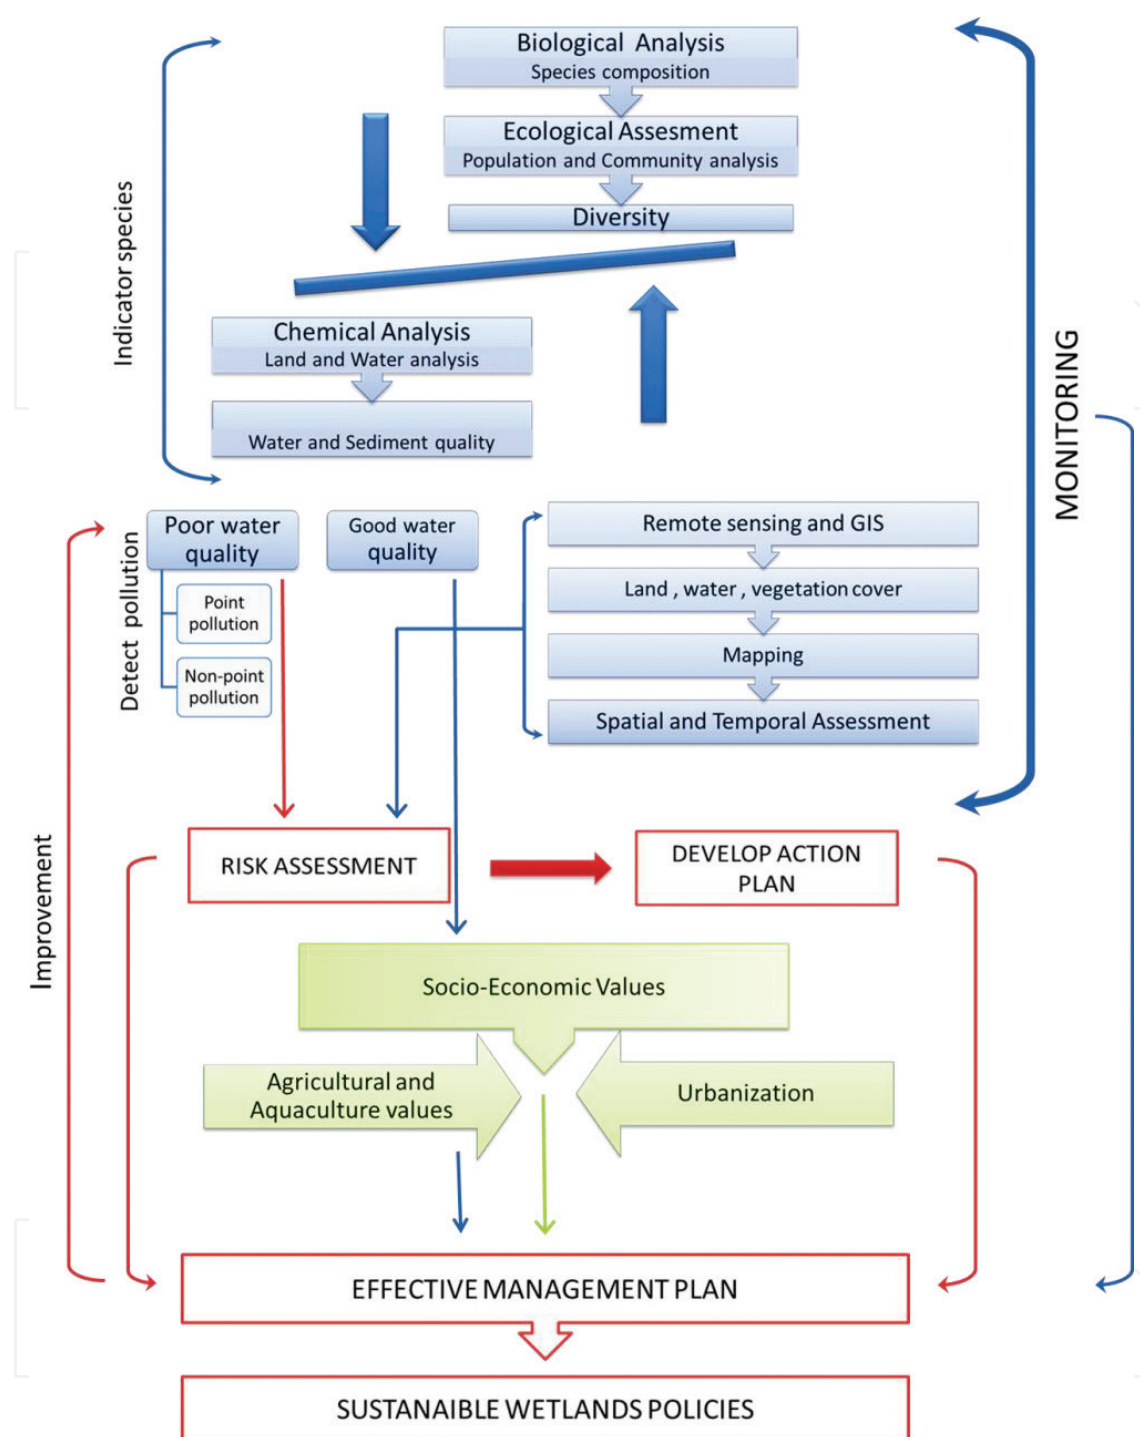 Biological Analysis
Species composition
Ecological Assesment
Population and Community analysis
Diversity
Indicator species
Chemical Analysis
Land and Water analysis
Water and Sediment quality
MONITORING
Poor water
quality
Good water
quality
Remote sensing and GIS
Detect pollution
Point
pollution
Non-point
pollution
Land , water , vegetation cover
Mapping
Spatial and Temporal Assessment
Improvement
RISK ASSESSMENT
DEVELOP ACTION
PLAN
Socio-Economic Values
Agricultural and
Aquaculture values
Urbanization
EFFECTIVE MANAGEMENT PLAN
SUSTANAIBLE WETLANDS POLICIES